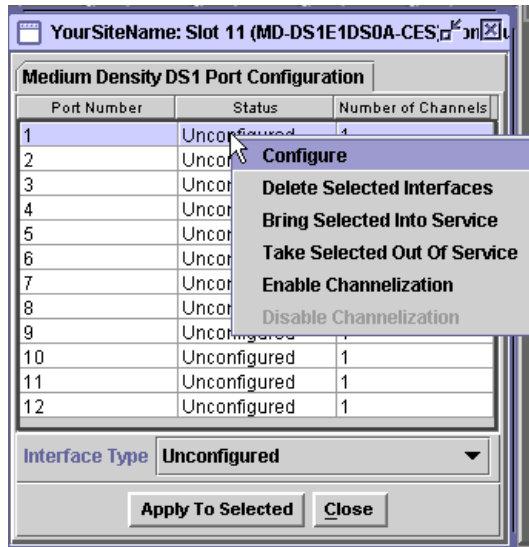 YourSiteName: Slot 11 (MD-DS1E1DS0A-CES)
Medium Density DS1 Port Configuration
Port Number Status Number of Channels
1 Unconfigured 1
2
3
4
5
6
7
8
9
Configure
Delete Selected Interfaces
Bring Selected Into Service
Take Selected Out Of Service
Enable Channelization
Disable Channelization
10 Unconfigured 1
11 Unconfigured 1
12 Unconfigured 1
Interface Type Unconfigured
Apply To Selected Close